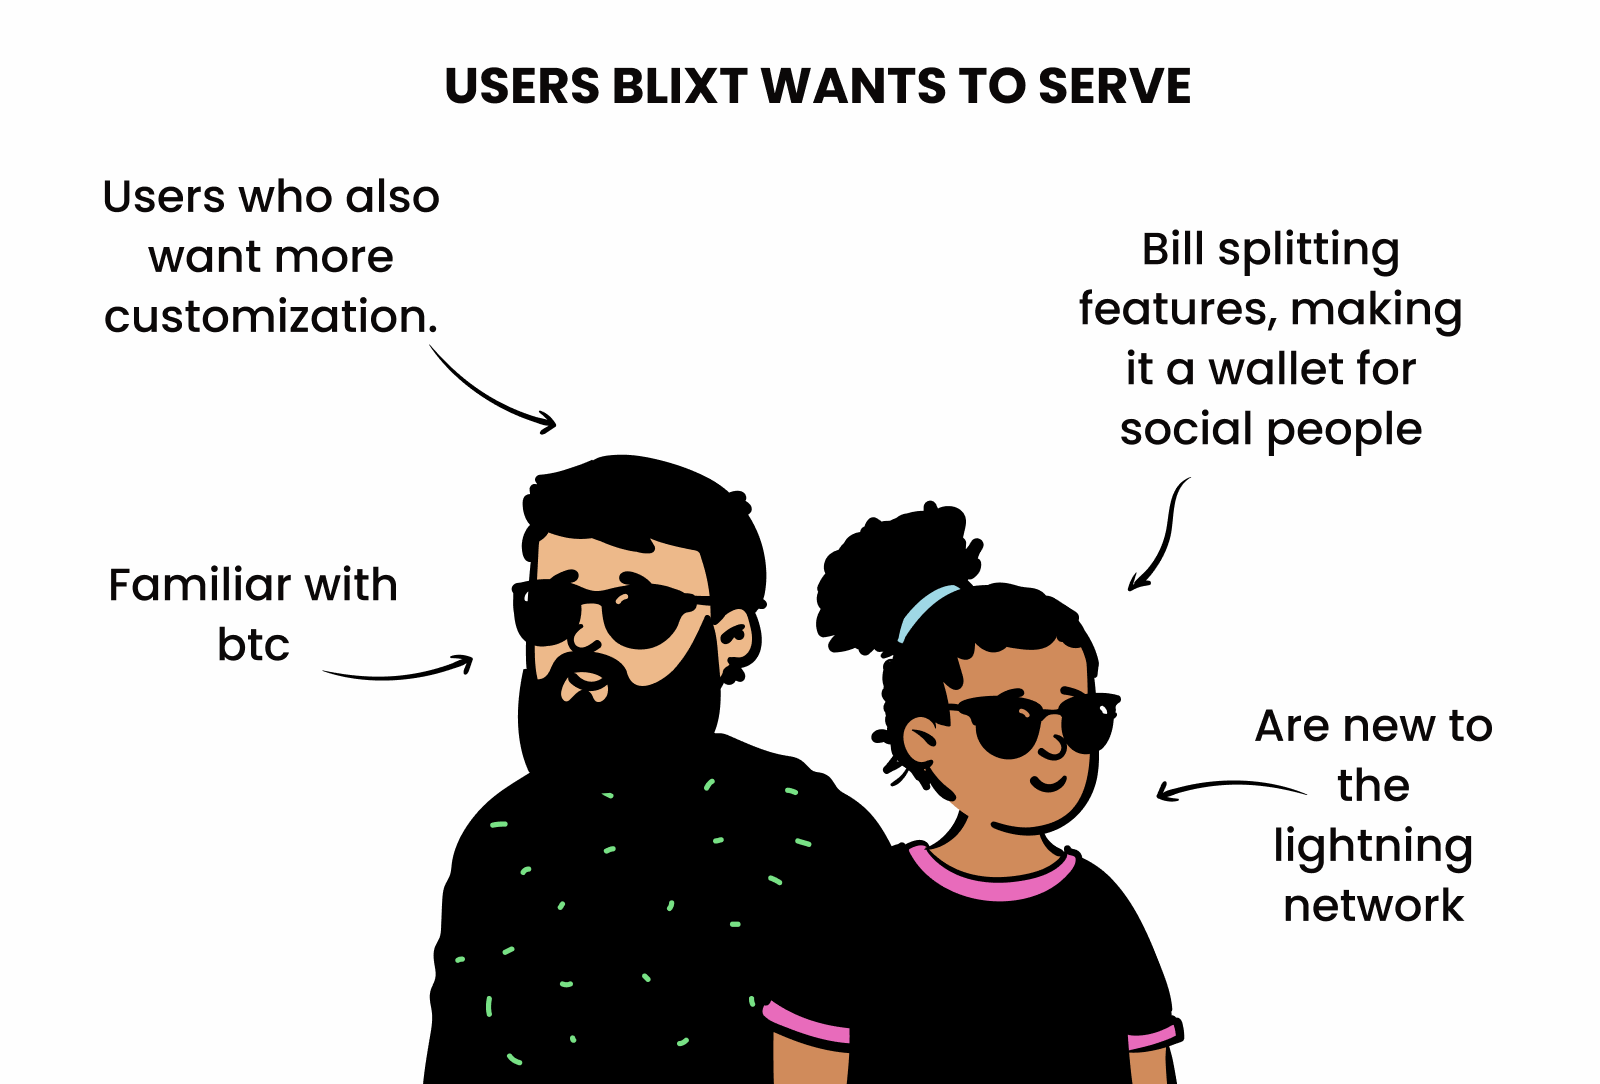 USERS BLIXT WANTS TO SERVE
Users who also
want more
customization.
Bill splitting
features, making
it a wallet for
social people
Familiar with
btc
Are new to
the
lightning
network